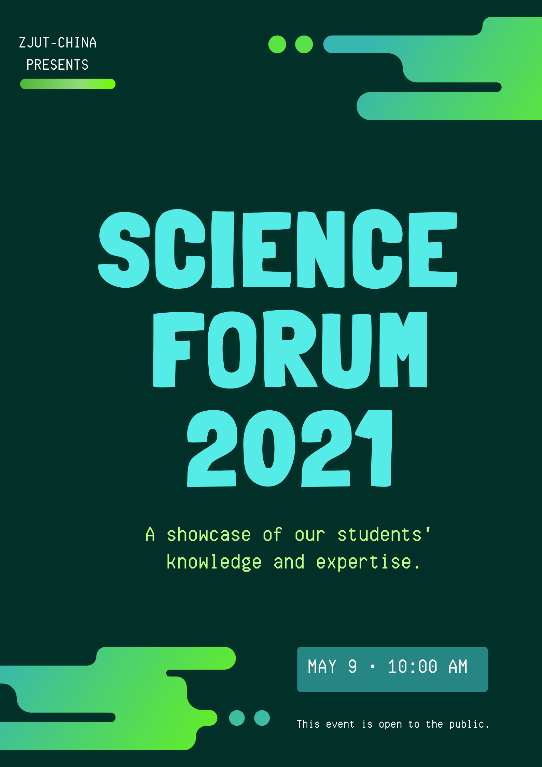 ZJUT-CHINA
PRESENTS
SCIENCE
FORUM
2021
A showcase of our students'
knowledge and expertise.
MAY 9 • 10:00 AM
This event is open to the public.